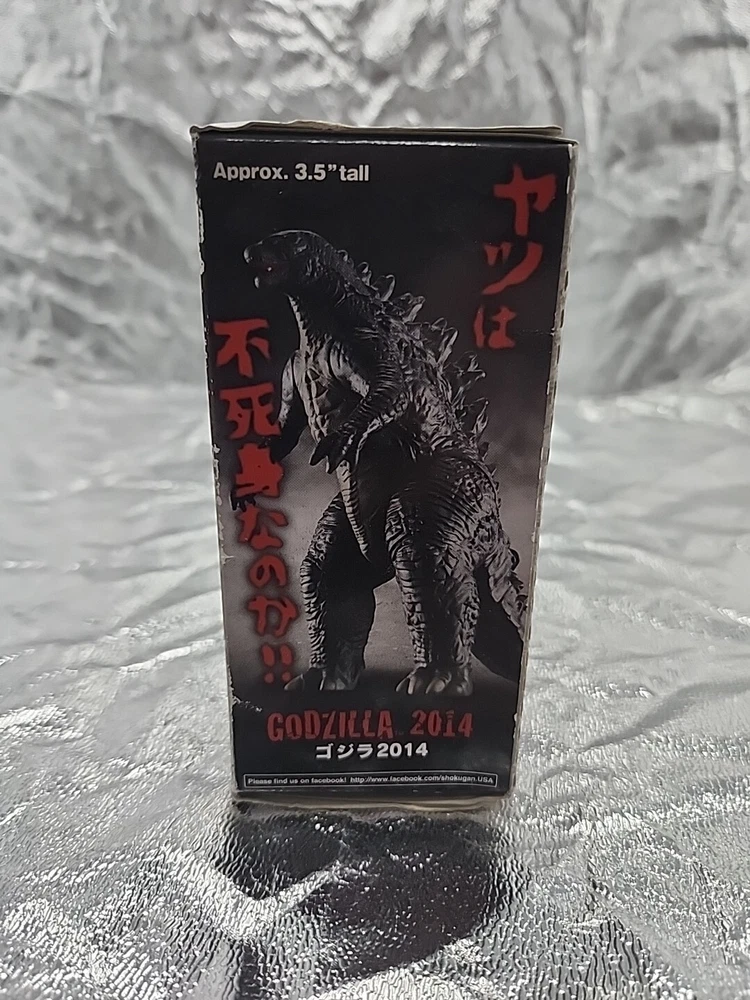 Approx. 3.5" tall
ヤツは
不死身なのか!!
GODZILLA™ 2014
ゴジラ2014
Please find us on facebook! http://www.facebook.com/shokugan.USA